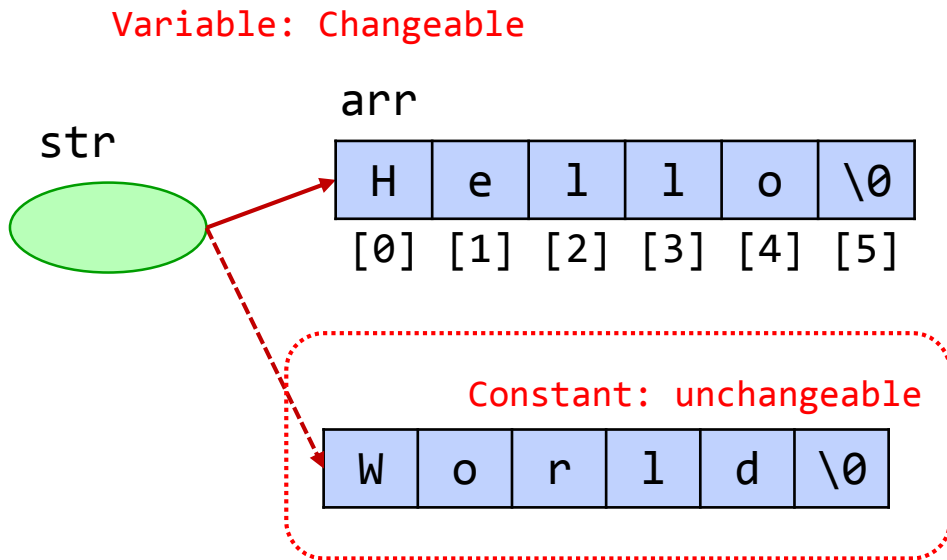 Variable: Changeable
arr
str
H e l l o \0
[0] [1] [2] [3] [4] [5]
Constant: unchangeable
W o r l d \0